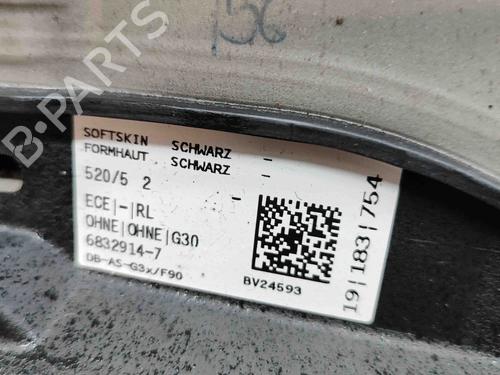 56
SOFTSKIN SCHWARZ -
FORMHAUT SCHWARZ -
520/5 2
ECE|-|RL
OHNE|OHNE|G30
6832914-7
DB-AS-G3x/F90
BV24593
19|183|754
B-PARTS